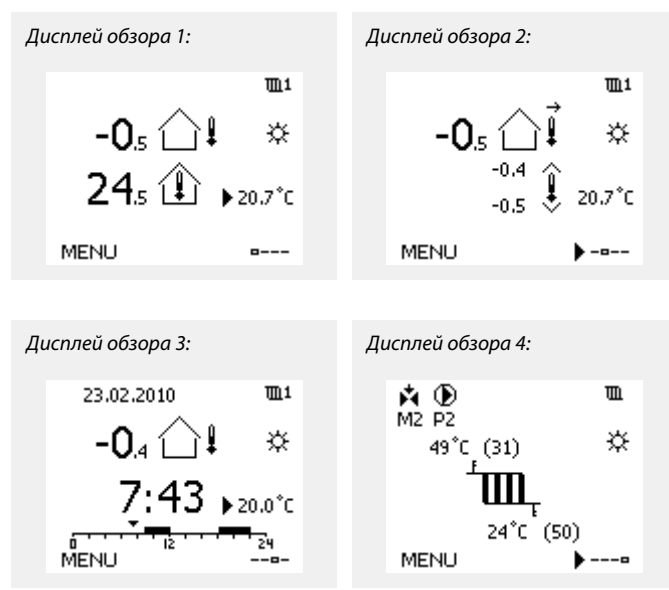 Дисплей обзора 1:
1
-0.5
24.5
20.7°C
MENU
Дисплей обзора 2:
1
-0.5
-0.4
-0.5
20.7°C
MENU
Дисплей обзора 3:
23.02.2010
1
-0.4
7:43
20.0°C
0 12 24
MENU
Дисплей обзора 4:
M2 P2
49°C (31)
24°C (50)
MENU